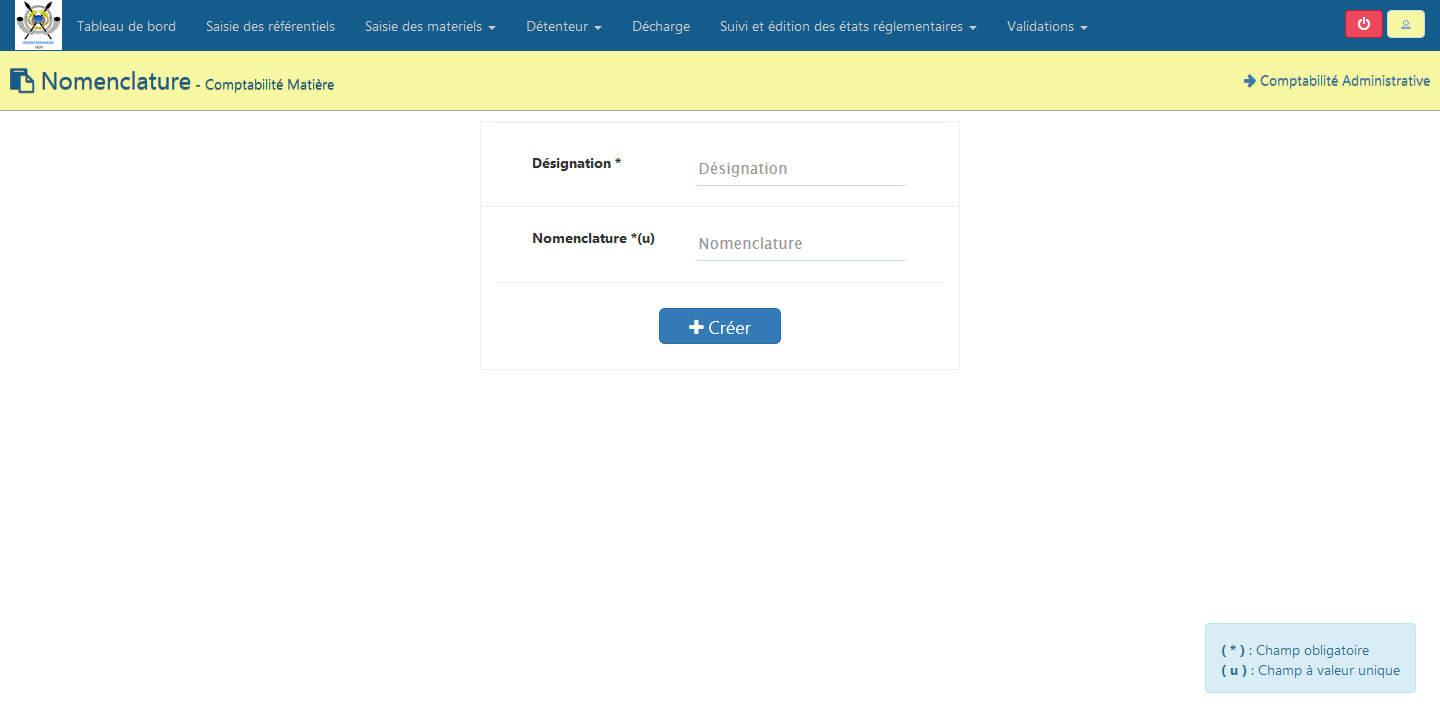 Tableau de bord Saisie des référentiels Saisie des materiels Détenteur Décharge Suivi et édition des états réglementaires Validations
Nomenclature - Comptabilité Matière
Comptabilité Administrative
Désignation * Désignation
Nomenclature *(u) Nomenclature
Créer
( * ) : Champ obligatoire
( u ) : Champ à valeur unique